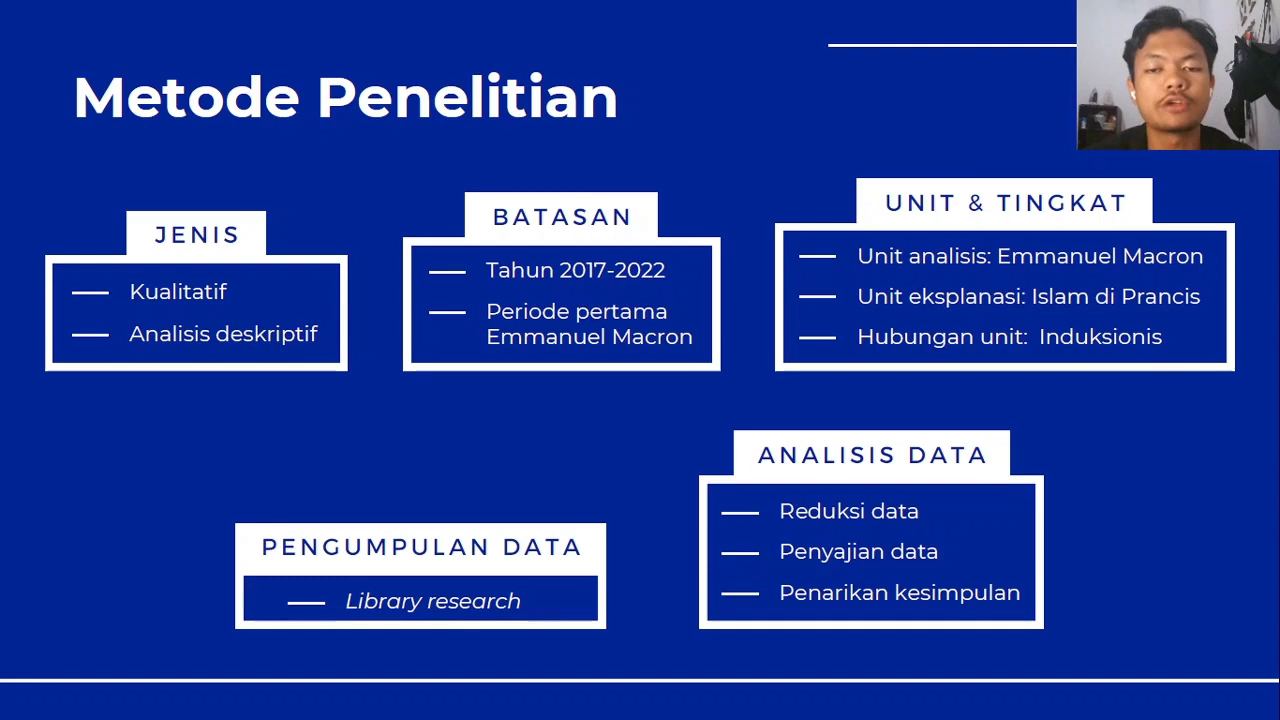 Metode Penelitian
JENIS
Kualitatif
Analisis deskriptif
BATASAN
Tahun 2017-2022
Periode pertama
Emmanuel Macron
UNIT & TINGKAT
Unit analisis: Emmanuel Macron
Unit eksplanasi: Islam di Prancis
Hubungan unit: Induksionis
PENGUMPULAN DATA
Library research
ANALISIS DATA
Reduksi data
Penyajian data
Penarikan kesimpulan